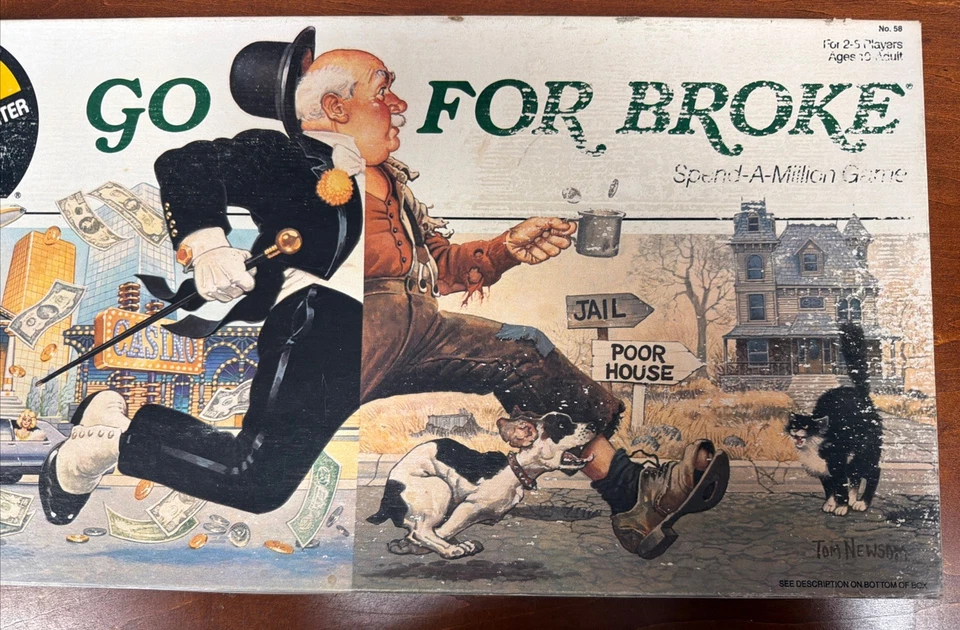 No. 58
For 2-5 Players
Ages 10-Adult
TER
®
GO FOR BROKE®
Spend-A-Million Game
CASINO
JAIL
POOR
HOUSE
TOM NEWSOM
SEE DESCRIPTION ON BOTTOM OF BOX